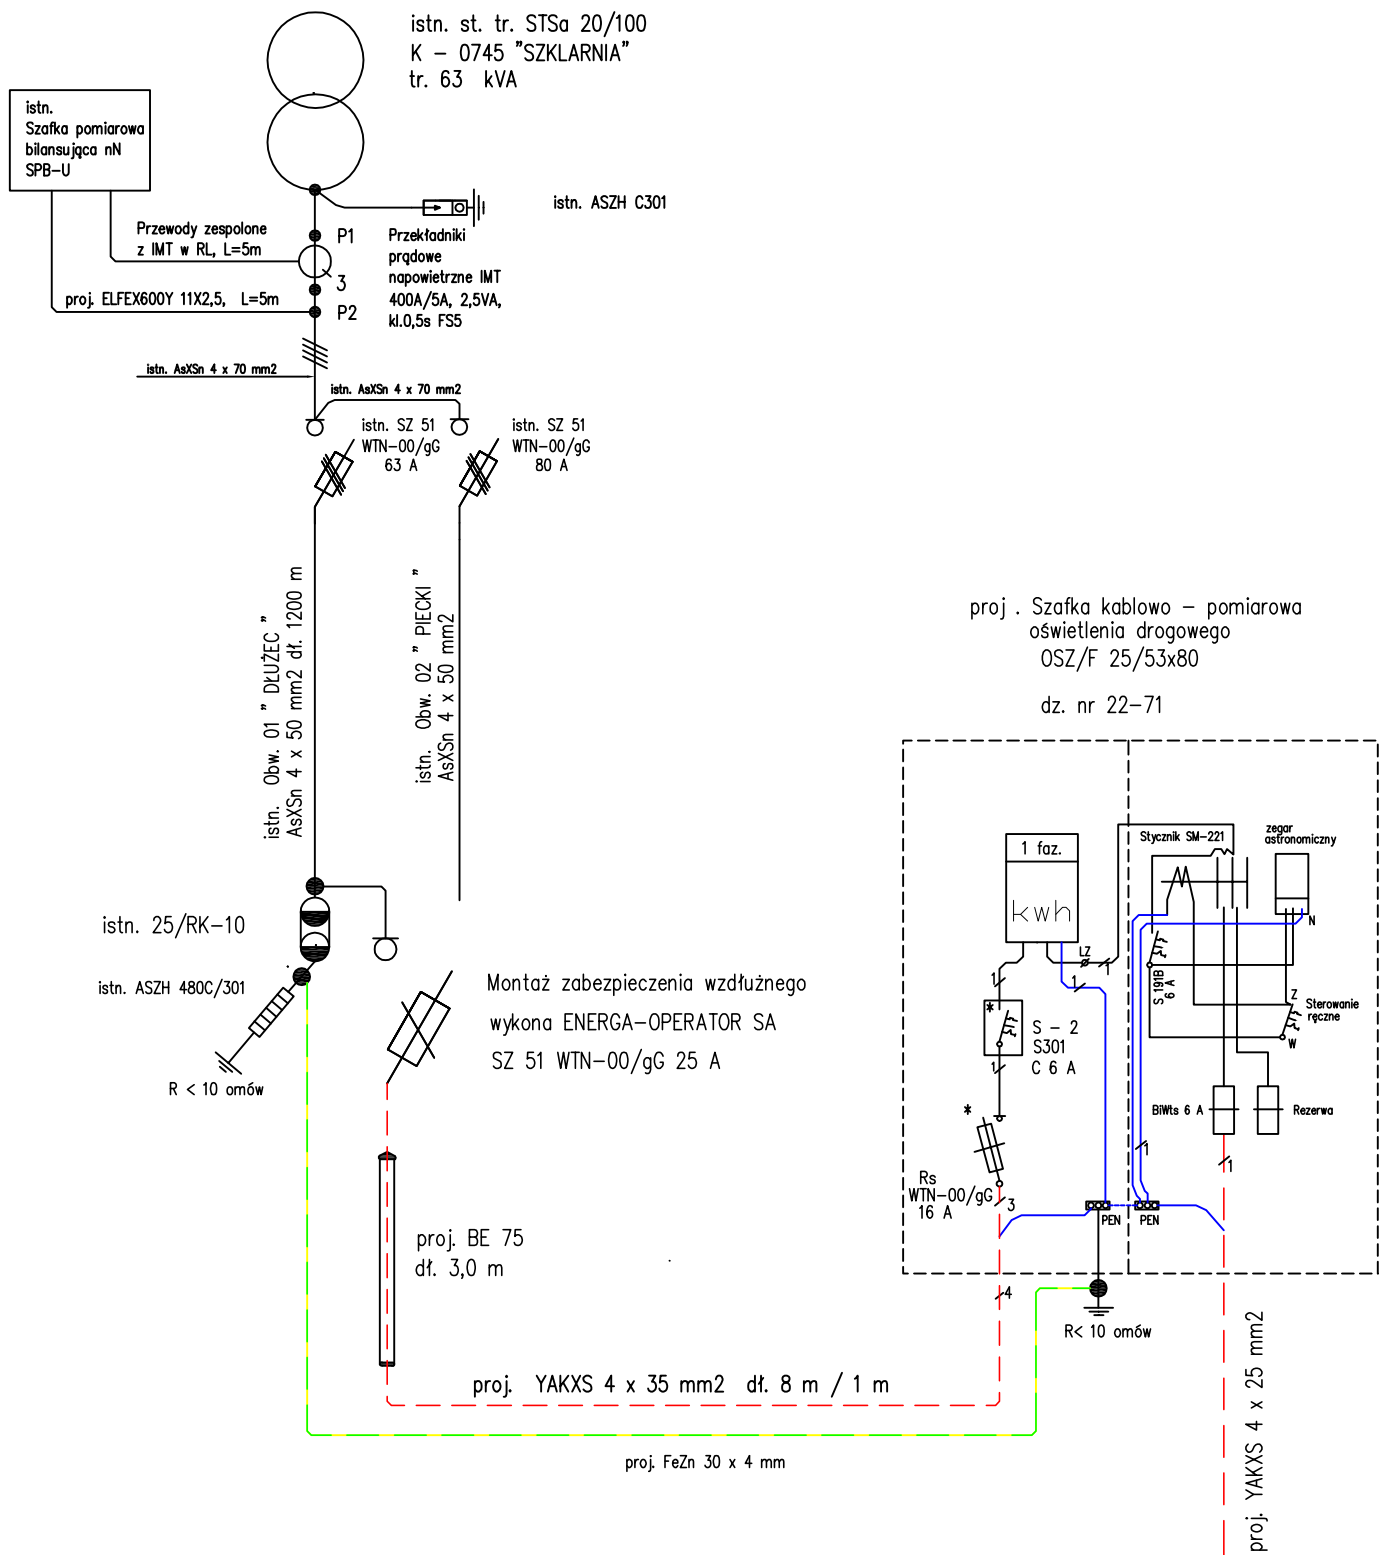 istn. st. tr. STSa 20/100
K – 0745 "SZKLARNIA"
tr. 63 kVA
istn.
Szafka pomiarowa
bilansująca nN
SPB–U
istn. ASZH C301
Przewody zespolone
z IMT w RL, L=5m
P1
3
P2
Przekładniki
prądowe
napowietrzne IMT
400A/5A, 2,5VA,
kl.0,5s FS5
proj. ELFEX600Y 11X2,5, L=5m
istn. AsXSn 4 x 70 mm2
istn. AsXSn 4 x 70 mm2
istn. SZ 51
WTN–00/gG
63 A
istn. SZ 51
WTN–00/gG
80 A
istn. Obw. 01 " DŁUŻEC "
AsXSn 4 x 50 mm2 dł. 1200 m
istn. Obw. 02 " PIECKI "
AsXSn 4 x 50 mm2
proj . Szafka kablowo – pomiarowa
oświetlenia drogowego
OSZ/F 25/53x80
dz. nr 22–71
1 faz.
kwh
LZ
1
1
1
*
S – 2
S301
C 6 A
1
*
Rs
WTN–00/gG
16 A
3
PEN
PEN
4
R< 10 omów
Stycznik SM–221
zegar
astronomiczny
N
S 191B
6 A
Z
Sterowanie
ręczne
W
BiWts 6 A
Rezerwa
1
1
istn. 25/RK–10
istn. ASZH 480C/301
R < 10 omów
Montaż zabezpieczenia wzdłużnego
wykona ENERGA–OPERATOR SA
SZ 51 WTN–00/gG 25 A
proj. BE 75
dł. 3,0 m
proj. YAKXS 4 x 35 mm2 dł. 8 m / 1 m
proj. FeZn 30 x 4 mm
proj. YAKXS 4 x 25 mm2